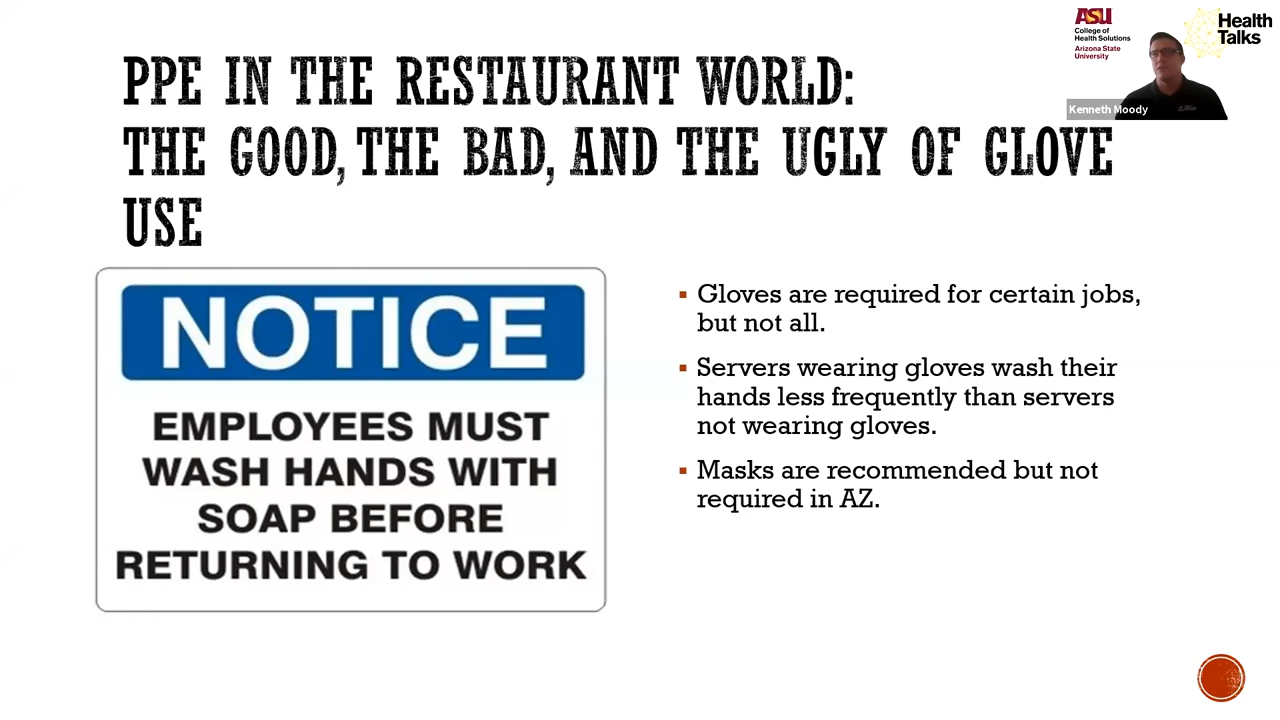 PPE IN THE RESTAURANT WORLD:
THE GOOD, THE BAD, AND THE UGLY OF GLOVE
USE
ASU
College of
Health Solutions
Arizona State
University
Health
Talks
Kenneth Moody
NOTICE
EMPLOYEES MUST
WASH HANDS WITH
SOAP BEFORE
RETURNING TO WORK
Gloves are required for certain jobs,
but not all.
Servers wearing gloves wash their
hands less frequently than servers
not wearing gloves.
Masks are recommended but not
required in AZ.